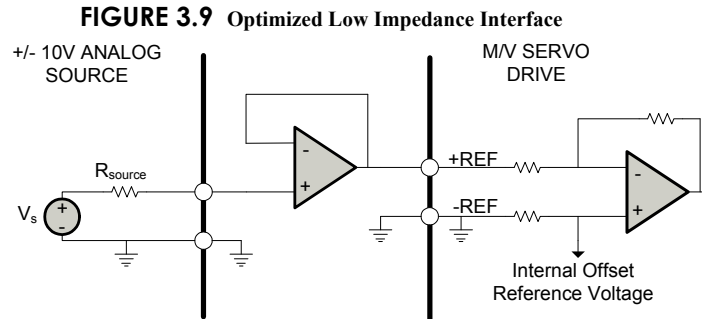 FIGURE 3.9 Optimized Low Impedance Interface
+/- 10V ANALOG
SOURCE
M/V SERVO
DRIVE
Rsource
Vs
+
-
-
+
+REF
-REF
-
+
Internal Offset
Reference Voltage